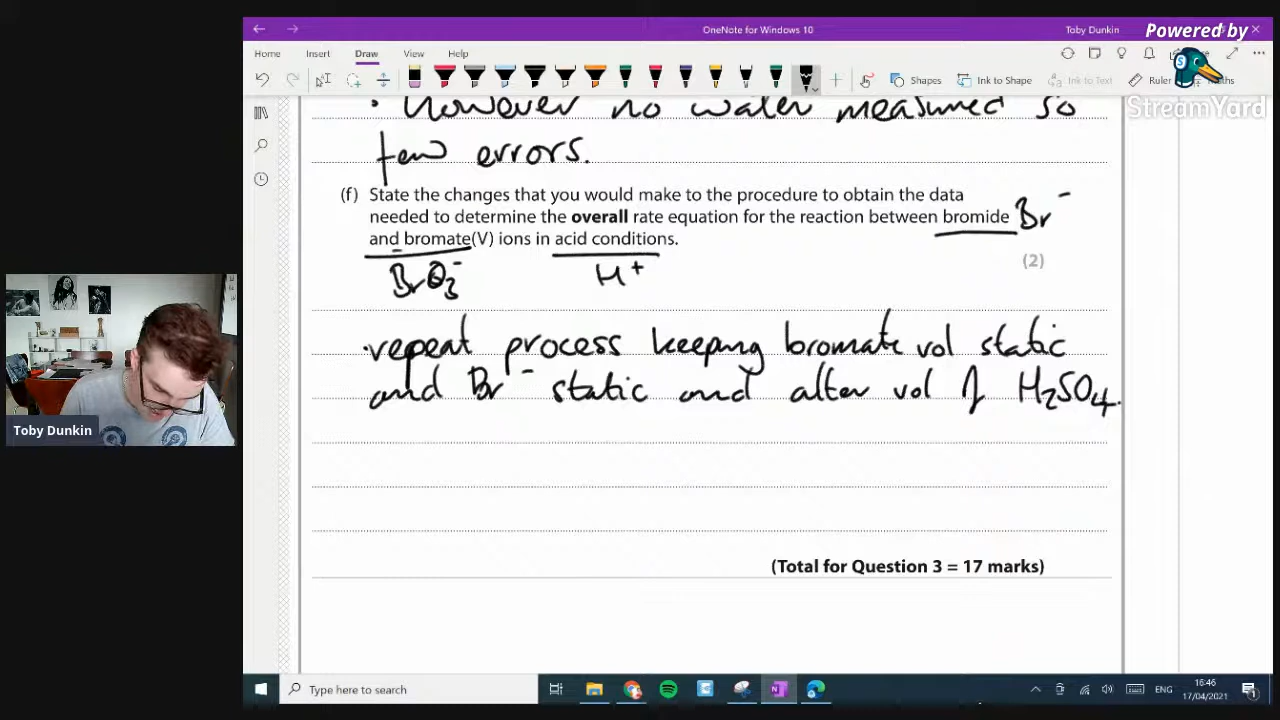 OneNote for Windows 10
Toby Dunkin
Powered by
StreamYard
Home Insert Draw View Help
Shapes Ink to Shape Ink to Text Ruler
· However no water measured so
few errors.
(f) State the changes that you would make to the procedure to obtain the data
needed to determine the overall rate equation for the reaction between bromide Br⁻
and bromate(V) ions in acid conditions.
(2)
BrO₃⁻ H⁺
· repeat process keeping bromate vol static
and Br⁻ static and alter vol of H₂SO₄.
(Total for Question 3 = 17 marks)
Toby Dunkin
Type here to search
ENG
16:46
17/04/2021